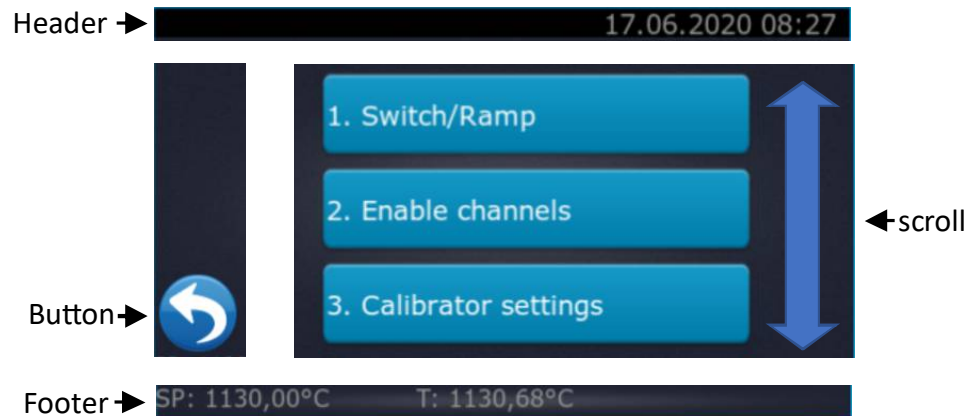 Header
17.06.2020 08:27
1. Switch/Ramp
2. Enable channels
scroll
3. Calibrator settings
Button
Footer
SP: 1130,00°C T: 1130,68°C